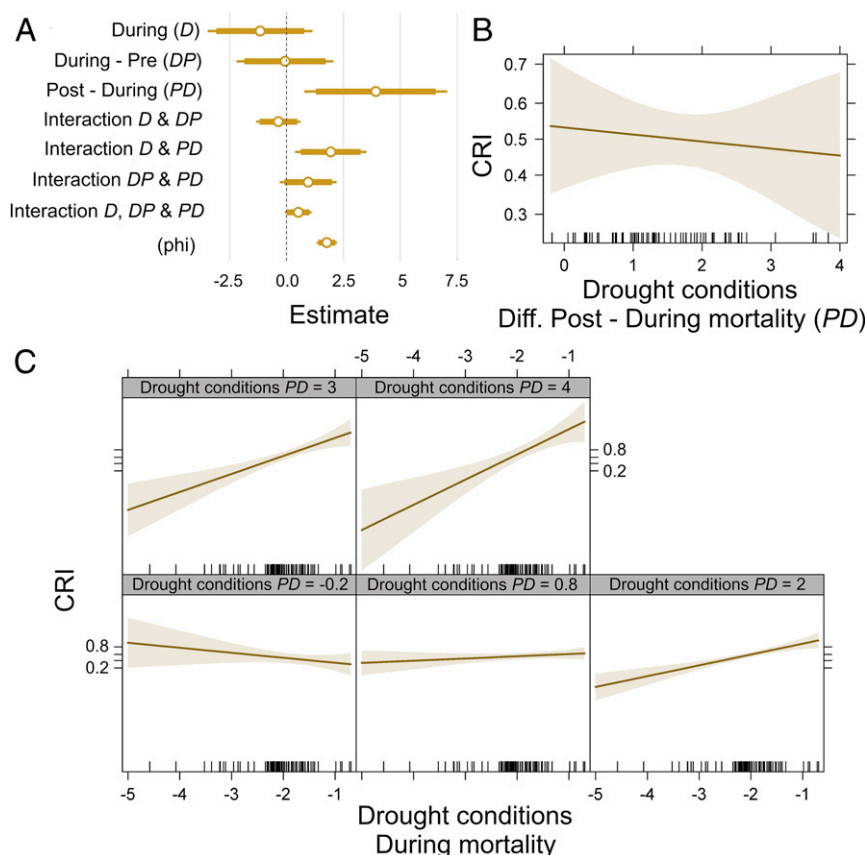 A
During (D)
During - Pre (DP)
Post - During (PD)
Interaction D & DP
Interaction D & PD
Interaction DP & PD
Interaction D, DP & PD
(phi)
-2.5 0.0 2.5 7.5
Estimate
B
0.7
0.6
0.5
0.4
0.3
CRI
0 1 2 3 4
Drought conditions
Diff. Post - During mortality (PD)
C
-5 -4 -3 -2 -1
-5 -4 -3 -2 -1
Drought conditions PD = 3
Drought conditions PD = 4
0.8
0.2
CRI
Drought conditions PD = -0.2
Drought conditions PD = 0.8
Drought conditions PD = 2
0.8
0.2
-5 -4 -3 -2 -1
-5 -4 -3 -2 -1
Drought conditions
During mortality